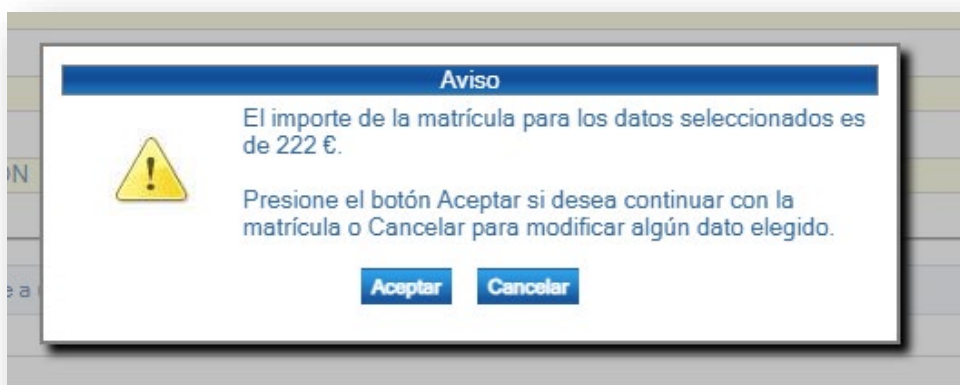 Aviso
El importe de la matrícula para los datos seleccionados es
de 222 €.
Presione el botón Aceptar si desea continuar con la
matrícula o Cancelar para modificar algún dato elegido.
Aceptar Cancelar